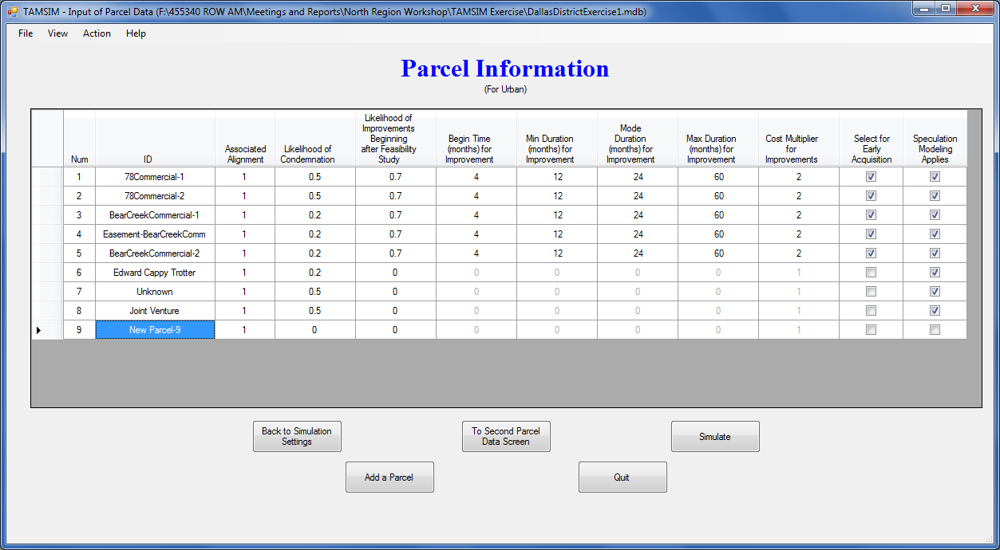 TAMSIM - Input of Parcel Data (F:\455340 ROW AM\Meetings and Reports\North Region Workshop\TAMSIM Exercise\DallasDistrictExercise1.mdb)
File View Action Help
Parcel Information
(For Urban)
Num ID Associated Alignment Likelihood of Condemnation Likelihood of Improvements Beginning after Feasibility Study Begin Time (months) for Improvement Min Duration (months) for Improvement Mode Duration (months) for Improvement Max Duration (months) for Improvement Cost Multiplier for Improvements Select for Early Acquisition Speculation Modeling Applies
1 78Commercial-1 1 0.5 0.7 4 12 24 60 2
2 78Commercial-2 1 0.5 0.7 4 12 24 60 2
3 BearCreekCommercial-1 1 0.2 0.7 4 12 24 60 2
4 Easement-BearCreekComm 1 0.2 0.7 4 12 24 60 2
5 BearCreekCommercial-2 1 0.2 0.7 4 12 24 60 2
6 Edward Cappy Trotter 1 0.2 0 0 0 0 0 1
7 Unknown 1 0.5 0 0 0 0 0 1
8 Joint Venture 1 0.5 0 0 0 0 0 1
9 New Parcel-9 1 0 0 0 0 0 0 1
Back to Simulation Settings
To Second Parcel Data Screen
Simulate
Add a Parcel
Quit